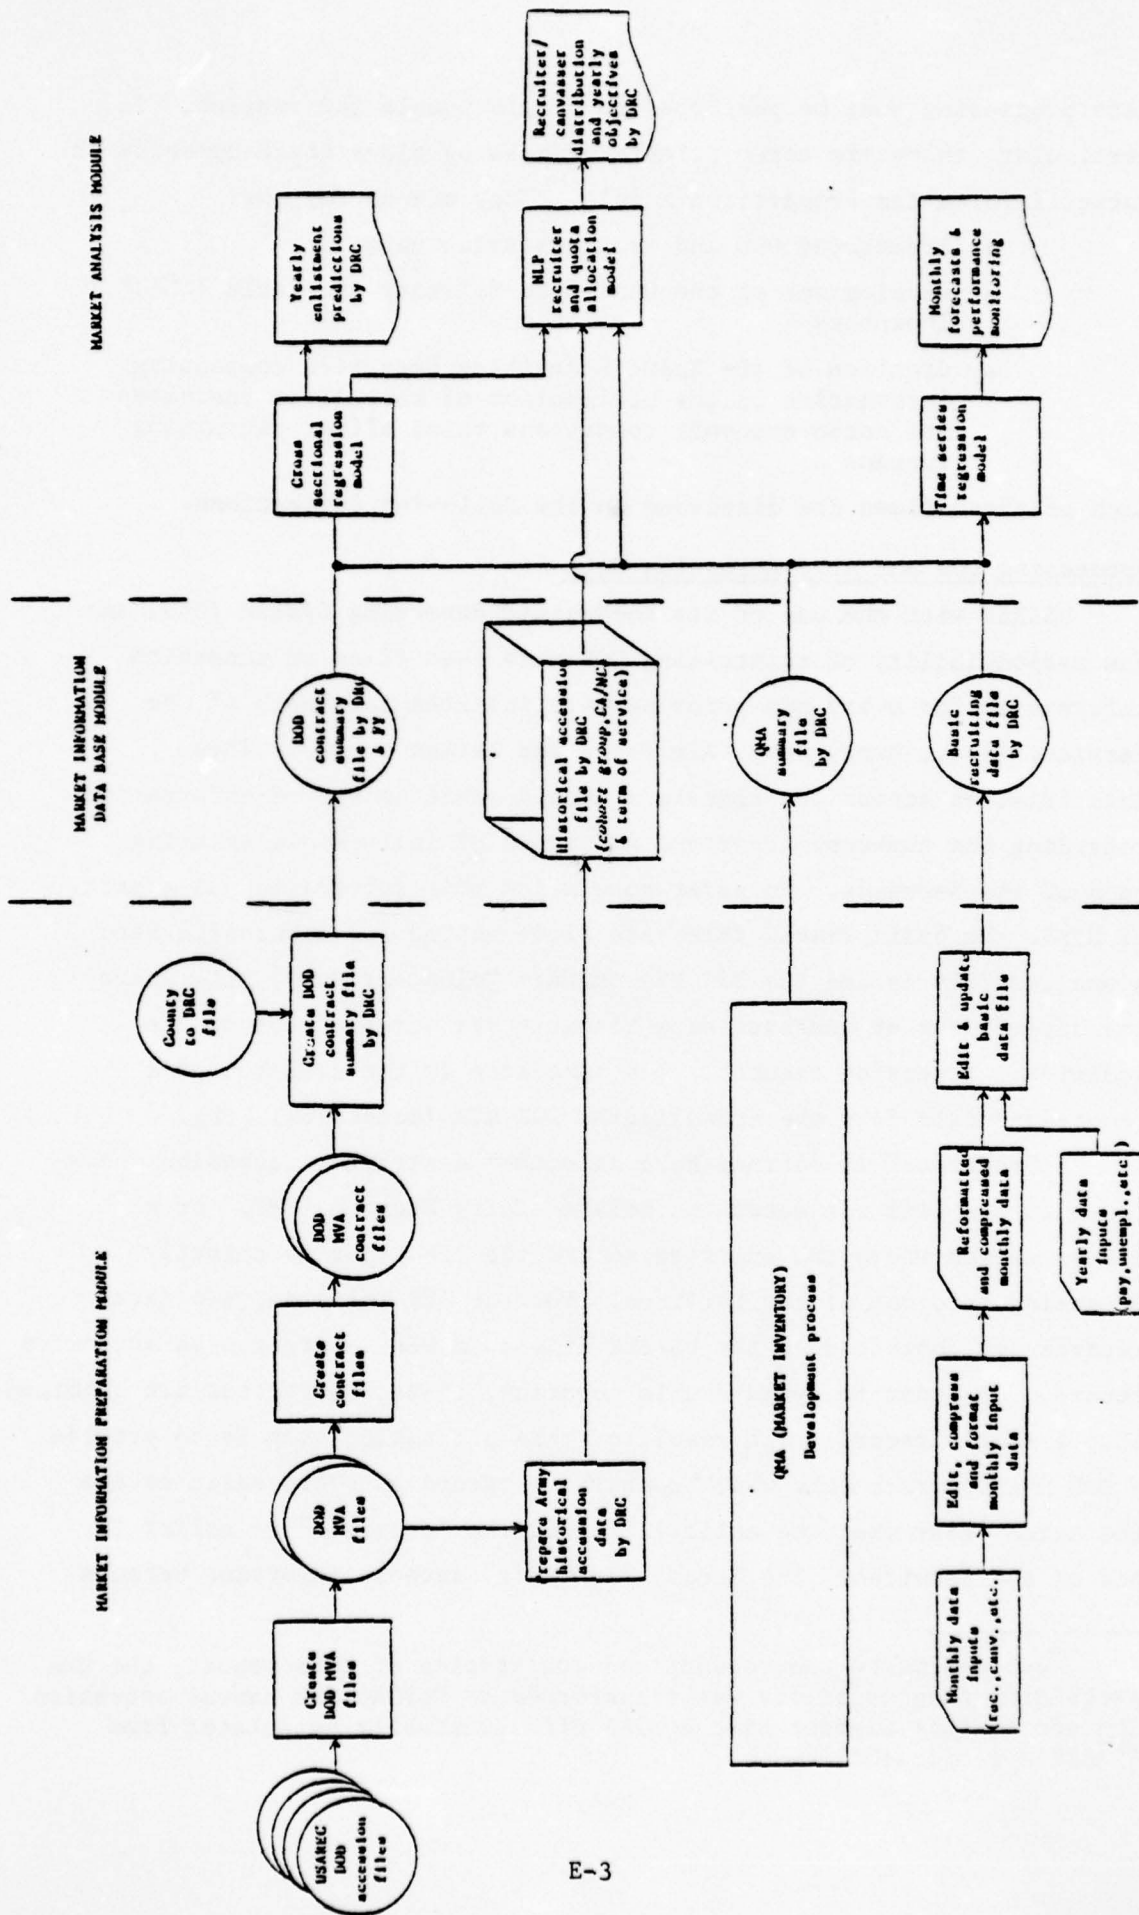 MARKET INFORMATION PREPARATION MODULE
MARKET INFORMATION
DATA BASE MODULE
MARKET ANALYSIS MODULE
USAREC
DOD
accession
files
Create
DOD MVA
files
DOD
MVA
files
Create
contract
files
DOD
MVA
contract
files
County
to DRC
file
Create DOD
contract
summary file
by DRC
DOD
contract
summary
file by DRC
& FY
Cross
sectional
regression
model
Yearly
enlistment
predictions
by DRC
Prepare Army
historical
accession
data
by DRC
Historical accession
file by DRC
(cohort group,CA/NCA
& term of service)
NLP
recruiter
and quota
allocation
model
Recruiter/
canvasser
distribution
and yearly
objectives
by DRC
QMA (MARKET INVENTORY)
Development process
QMA
summary
file
by DRC
Monthly data
inputs
(rec.,canv.,etc.)
Edit, compress
and format
monthly input
data
Reformatted
and compressed
monthly data
Yearly data
inputs
(pay,unempl.,etc.)
Edit & update
basic
data file
Basic
recruiting
data file
by DRC
Time series
regression
model
Monthly
forecasts &
performance
monitoring
E-3